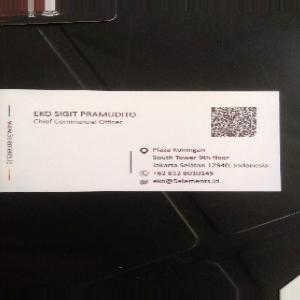 EKO SIGIT PRAMUDITO
Chief Commercial Officer
Plaza Kuningan
South Tower 9th floor
Jakarta Selatan 12940, Indonesia
+62 812 8010145
eko@5elements.id